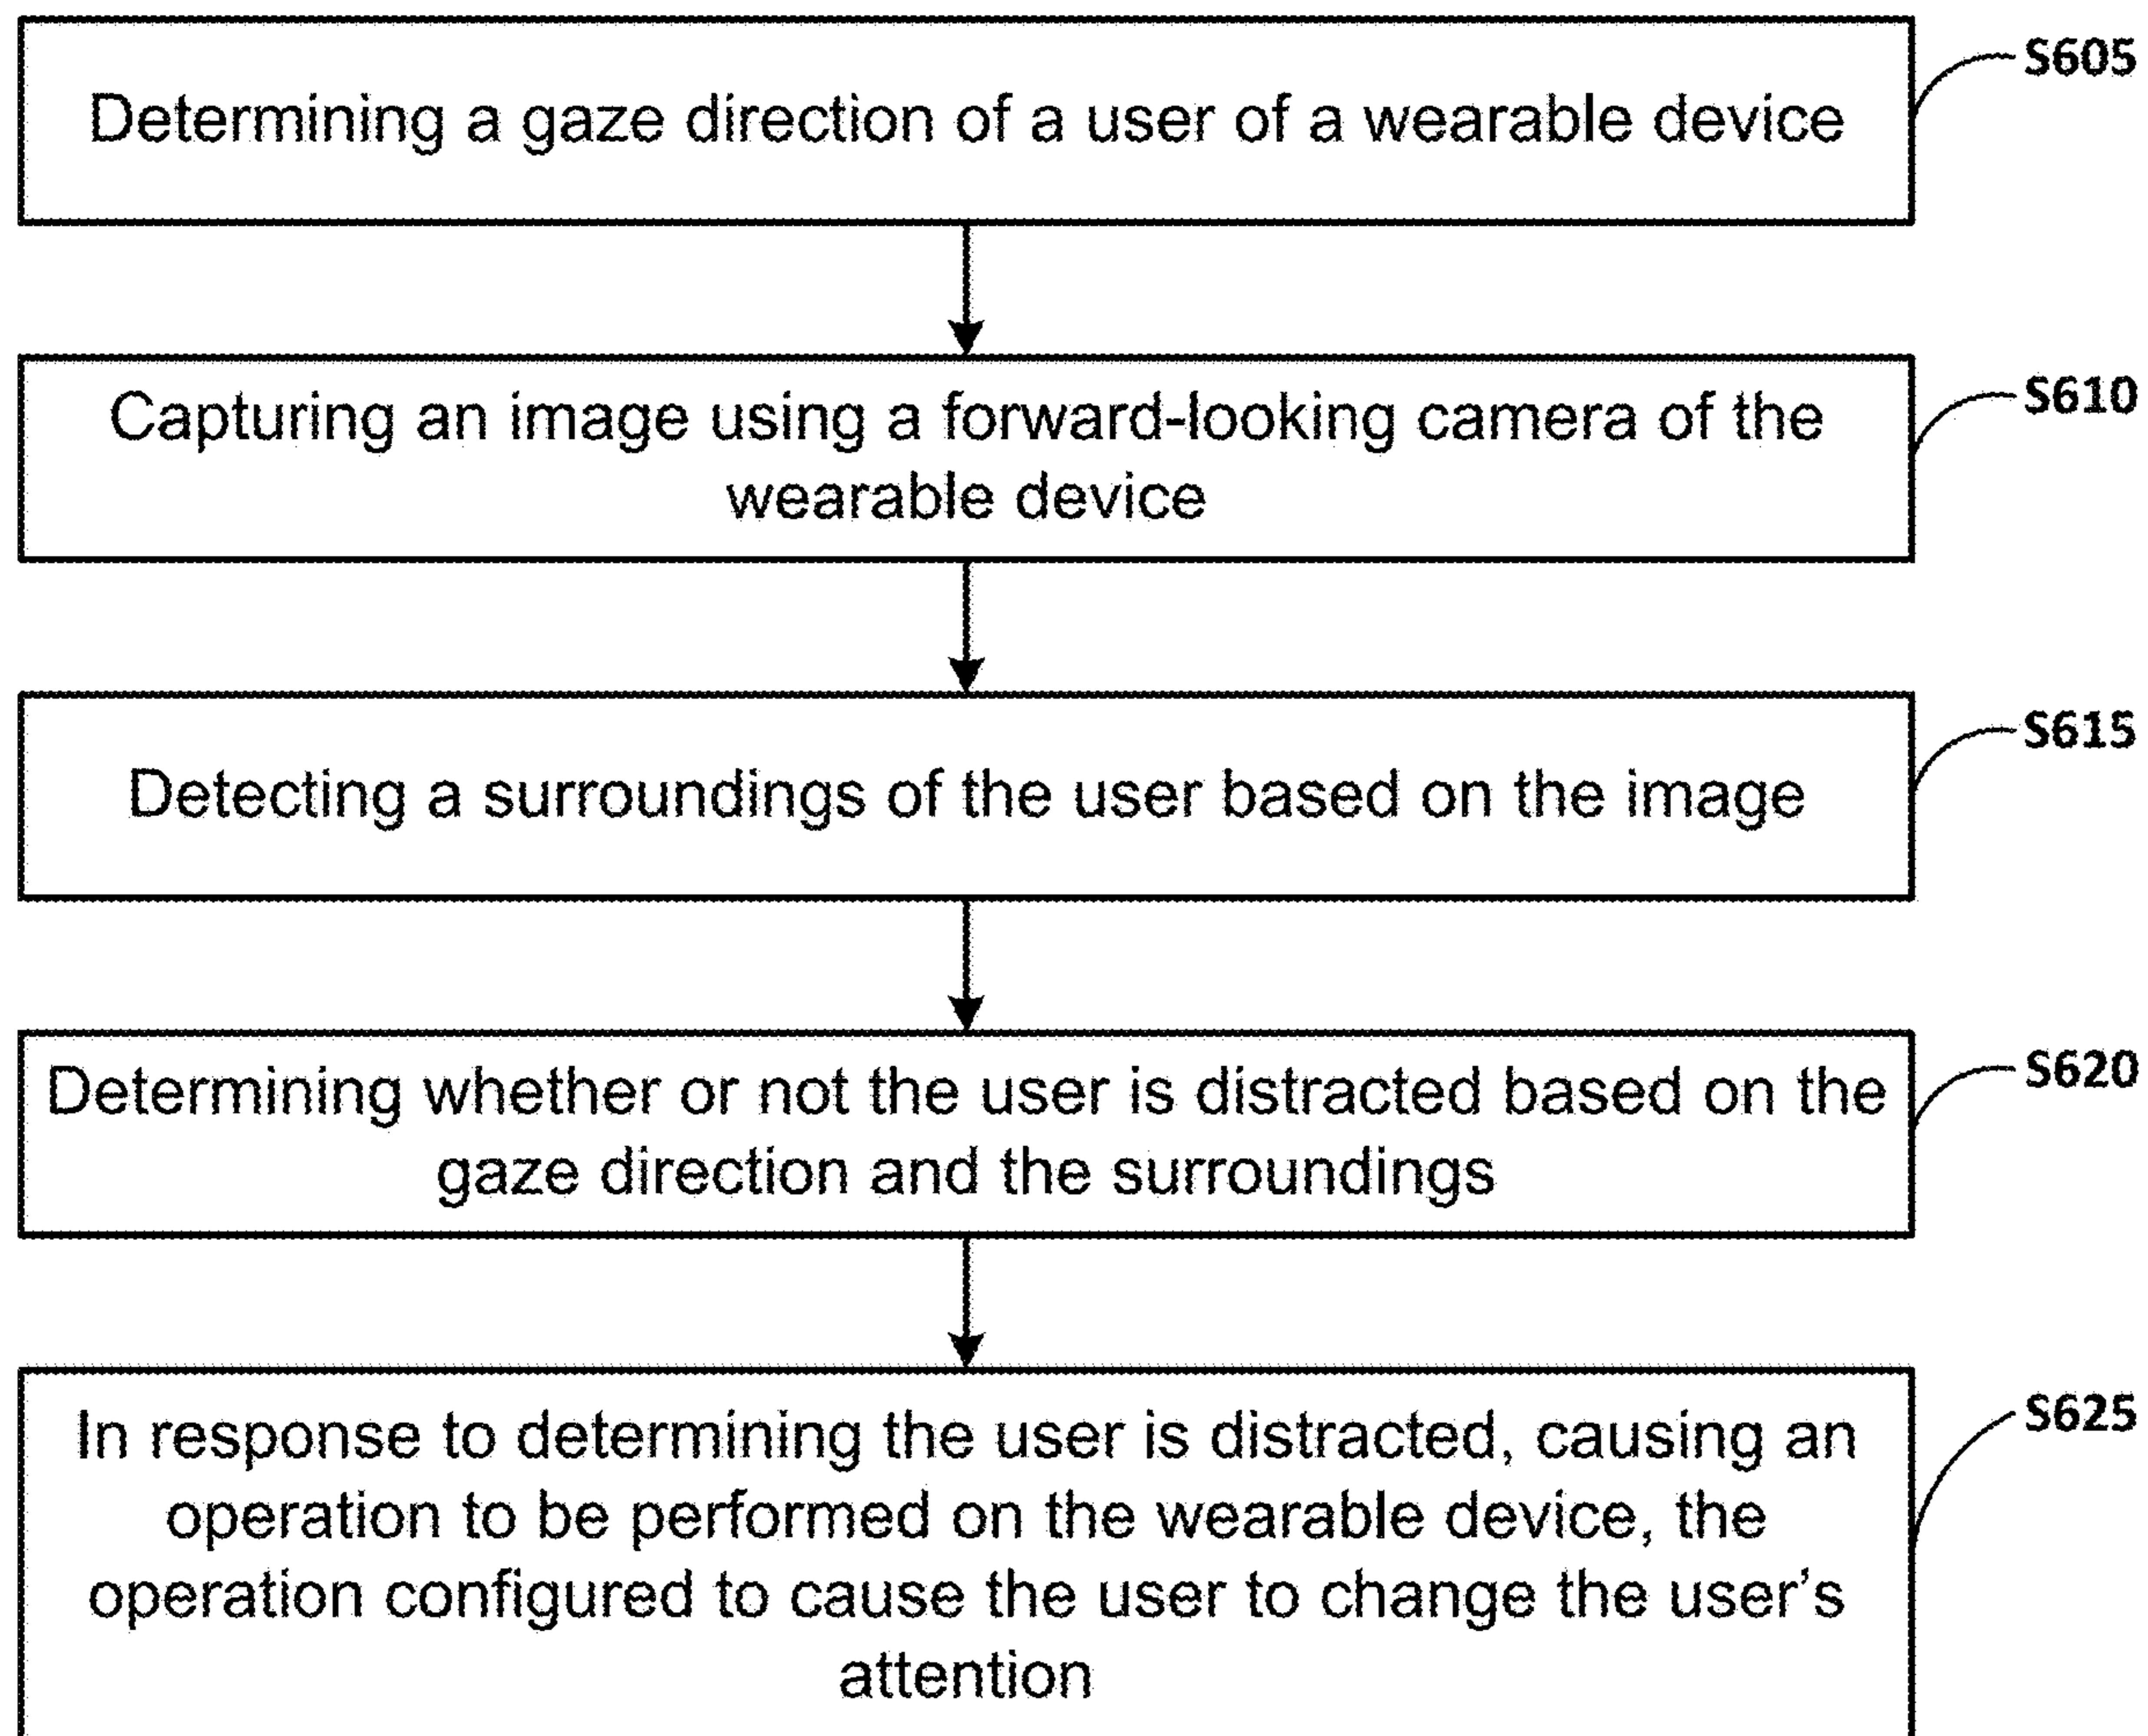 Determining a gaze direction of a user of a wearable device
S605
Capturing an image using a forward-looking camera of the
wearable device
S610
Detecting a surroundings of the user based on the image
S615
Determining whether or not the user is distracted based on the
gaze direction and the surroundings
S620
In response to determining the user is distracted, causing an
operation to be performed on the wearable device, the
operation configured to cause the user to change the user's
attention
S625